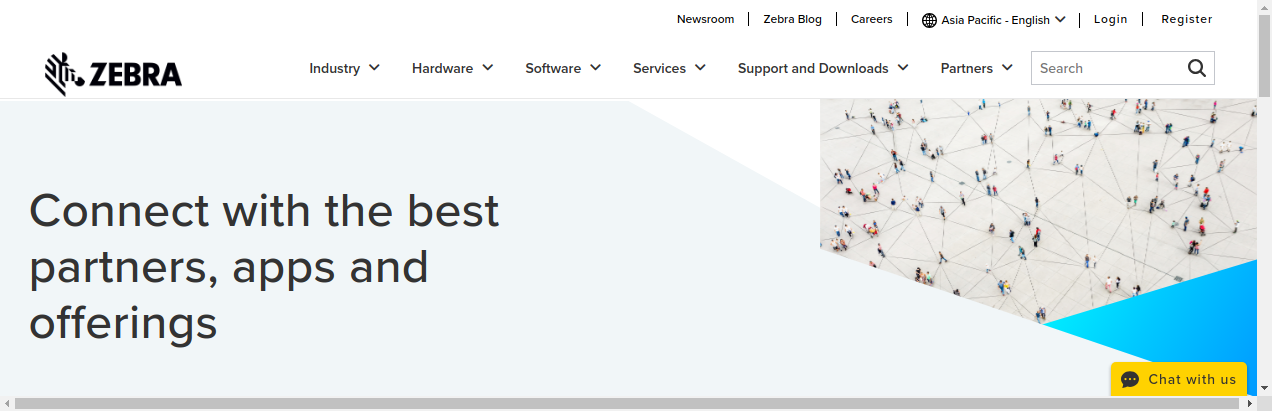 Newsroom
Zebra Blog
Careers
Asia Pacific - English
Login
Register
ZEBRA
Industry
Hardware
Software
Services
Support and Downloads
Partners
Search
Connect with the best
partners, apps and
offerings
Chat with us